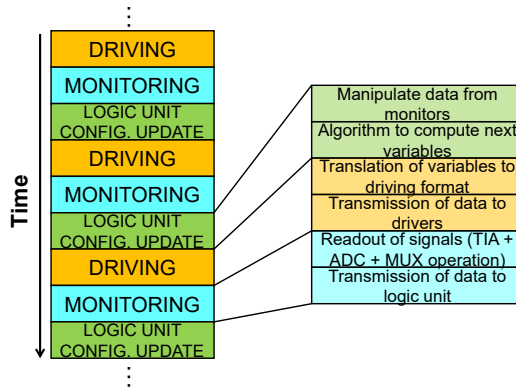 ⋮
DRIVING
MONITORING
LOGIC UNIT
CONFIG. UPDATE
DRIVING
MONITORING
LOGIC UNIT
CONFIG. UPDATE
DRIVING
MONITORING
LOGIC UNIT
CONFIG. UPDATE
⋮
Time
Manipulate data from
monitors
Algorithm to compute next
variables
Translation of variables to
driving format
Transmission of data to
drivers
Readout of signals (TIA +
ADC + MUX operation)
Transmission of data to
logic unit